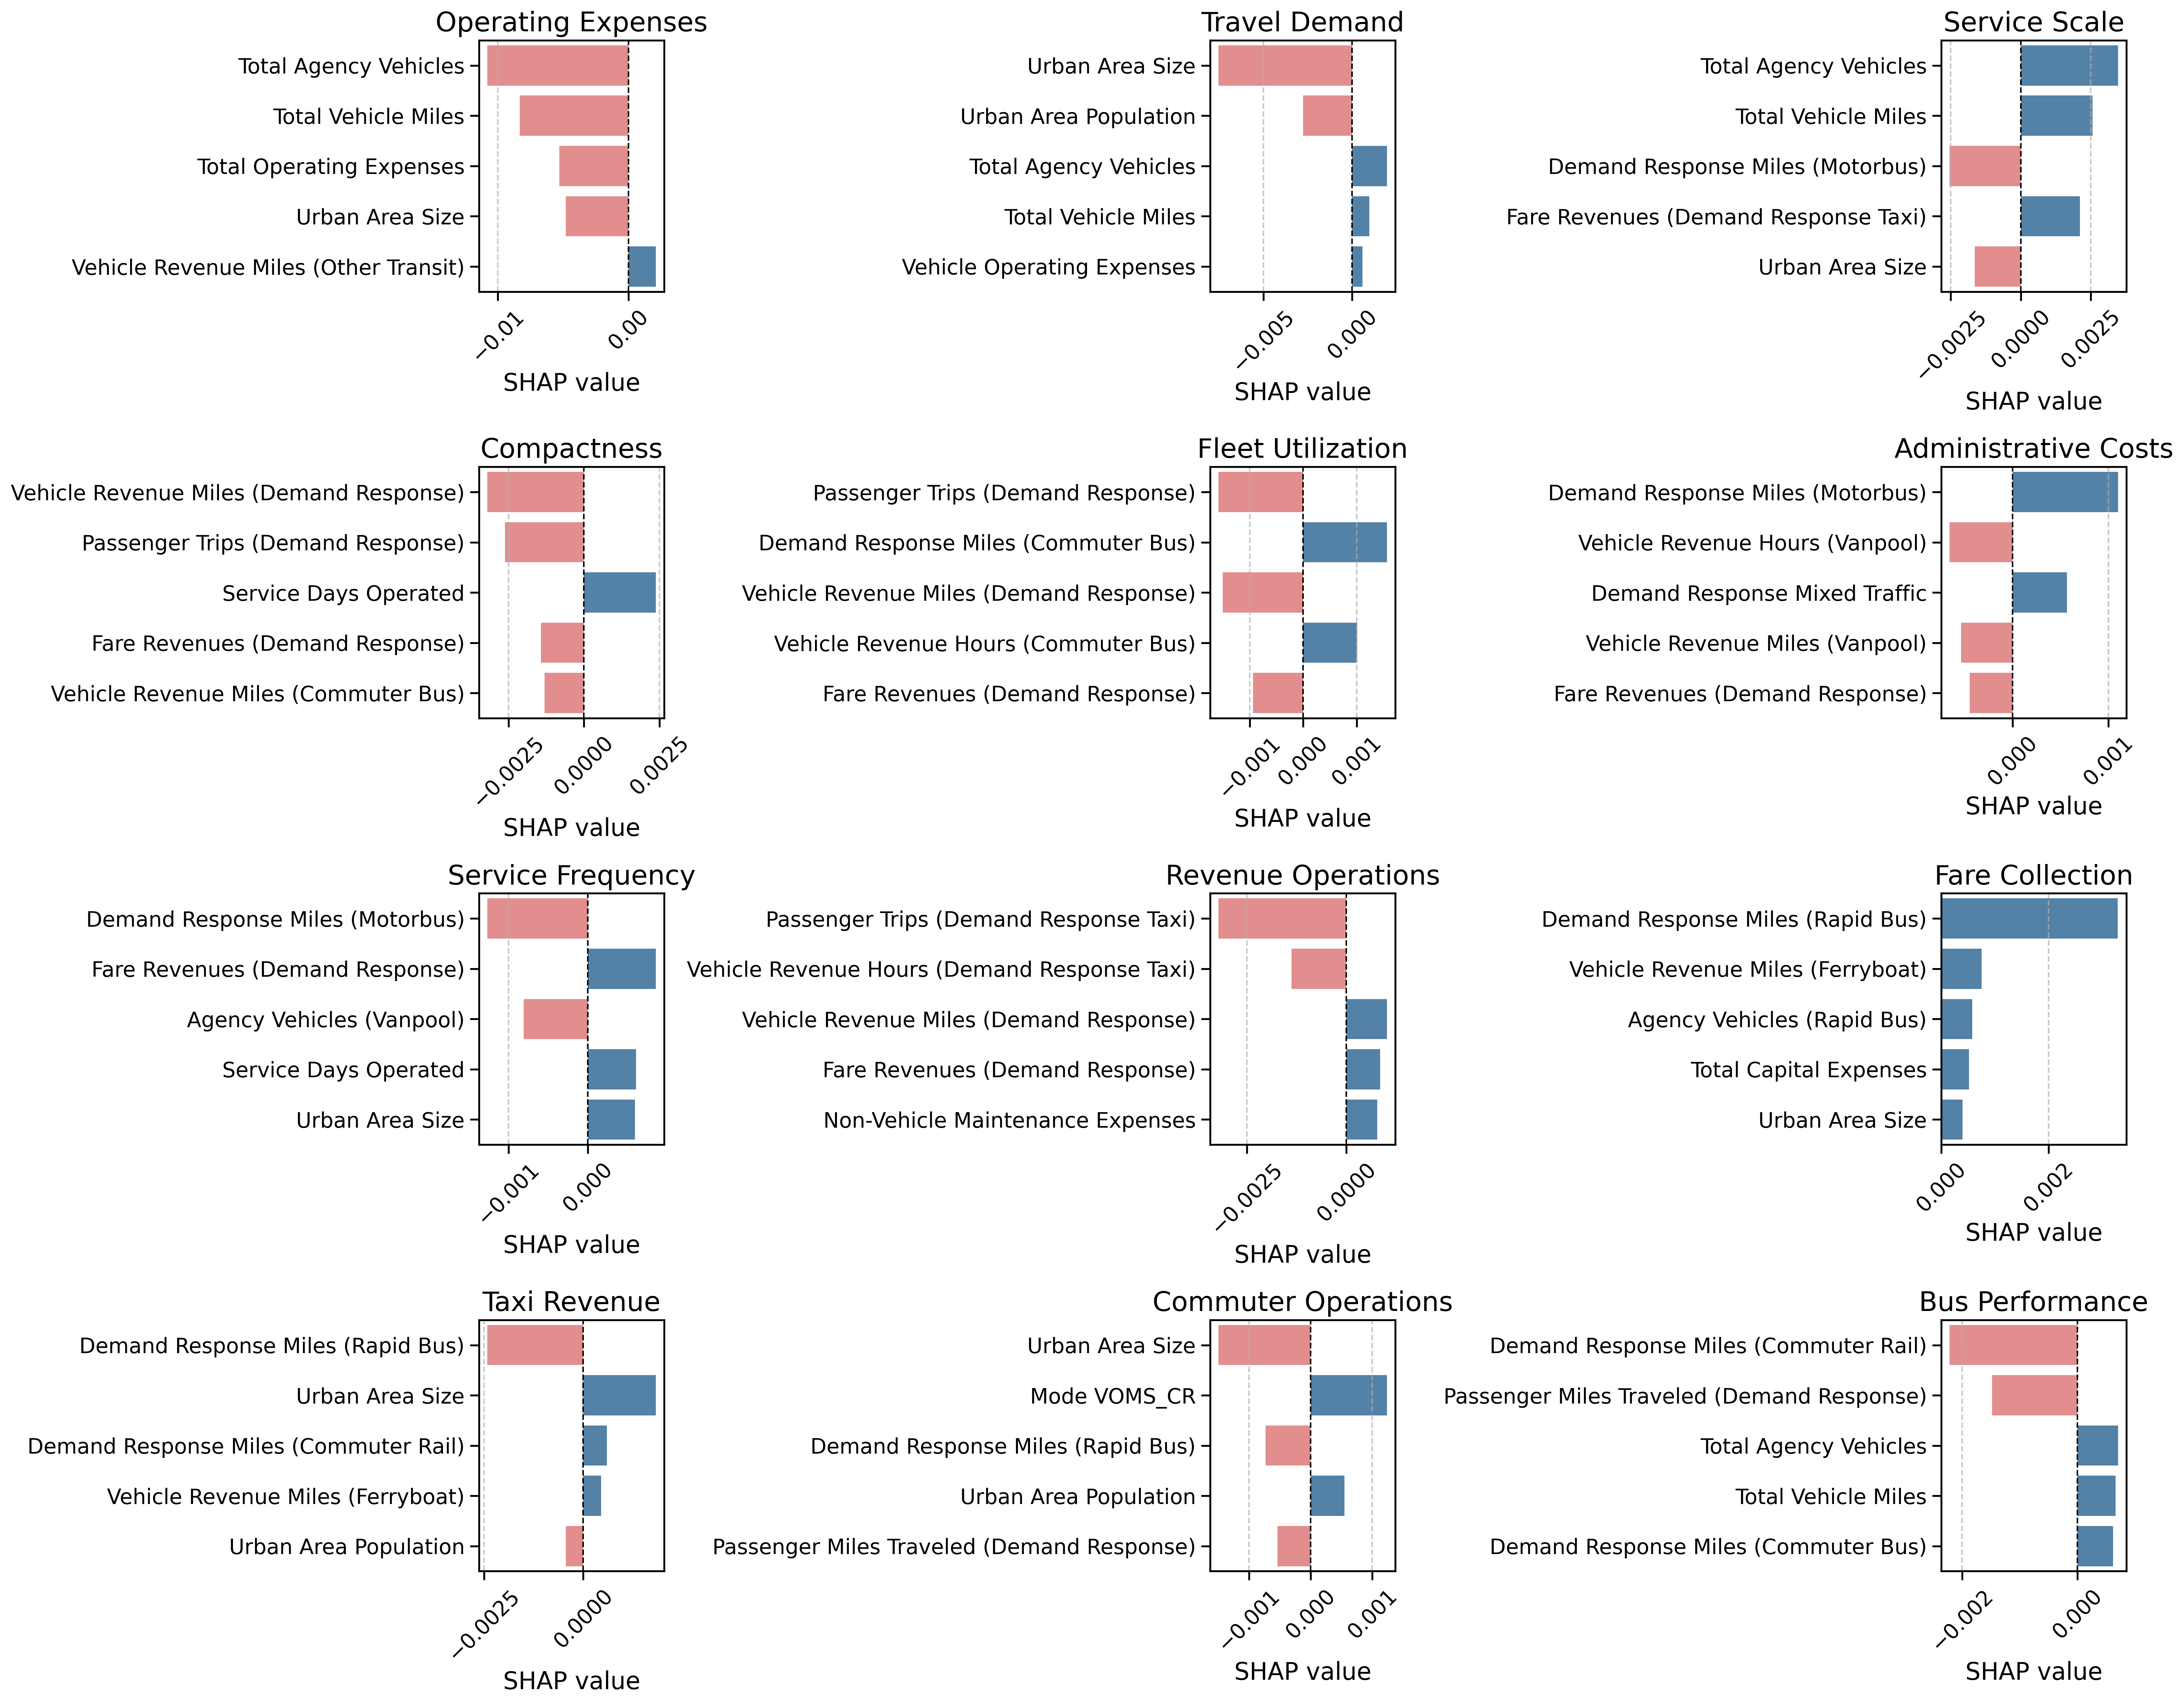 Operating Expenses
Total Agency Vehicles
Total Vehicle Miles
Total Operating Expenses
Urban Area Size
Vehicle Revenue Miles (Other Transit)
−0.01
0.00
SHAP value
Travel Demand
Urban Area Size
Urban Area Population
Total Agency Vehicles
Total Vehicle Miles
Vehicle Operating Expenses
−0.005
0.000
SHAP value
Service Scale
Total Agency Vehicles
Total Vehicle Miles
Demand Response Miles (Motorbus)
Fare Revenues (Demand Response Taxi)
Urban Area Size
−0.0025
0.0000
0.0025
SHAP value
Compactness
Vehicle Revenue Miles (Demand Response)
Passenger Trips (Demand Response)
Service Days Operated
Fare Revenues (Demand Response)
Vehicle Revenue Miles (Commuter Bus)
−0.0025
0.0000
0.0025
SHAP value
Fleet Utilization
Passenger Trips (Demand Response)
Demand Response Miles (Commuter Bus)
Vehicle Revenue Miles (Demand Response)
Vehicle Revenue Hours (Commuter Bus)
Fare Revenues (Demand Response)
−0.001
0.000
0.001
SHAP value
Administrative Costs
Demand Response Miles (Motorbus)
Vehicle Revenue Hours (Vanpool)
Demand Response Mixed Traffic
Vehicle Revenue Miles (Vanpool)
Fare Revenues (Demand Response)
0.000
0.001
SHAP value
Service Frequency
Demand Response Miles (Motorbus)
Fare Revenues (Demand Response)
Agency Vehicles (Vanpool)
Service Days Operated
Urban Area Size
−0.001
0.000
SHAP value
Revenue Operations
Passenger Trips (Demand Response Taxi)
Vehicle Revenue Hours (Demand Response Taxi)
Vehicle Revenue Miles (Demand Response)
Fare Revenues (Demand Response)
Non-Vehicle Maintenance Expenses
−0.0025
0.0000
SHAP value
Fare Collection
Demand Response Miles (Rapid Bus)
Vehicle Revenue Miles (Ferryboat)
Agency Vehicles (Rapid Bus)
Total Capital Expenses
Urban Area Size
0.000
0.002
SHAP value
Taxi Revenue
Demand Response Miles (Rapid Bus)
Urban Area Size
Demand Response Miles (Commuter Rail)
Vehicle Revenue Miles (Ferryboat)
Urban Area Population
−0.0025
0.0000
SHAP value
Commuter Operations
Urban Area Size
Mode VOMS_CR
Demand Response Miles (Rapid Bus)
Urban Area Population
Passenger Miles Traveled (Demand Response)
−0.001
0.000
0.001
SHAP value
Bus Performance
Demand Response Miles (Commuter Rail)
Passenger Miles Traveled (Demand Response)
Total Agency Vehicles
Total Vehicle Miles
Demand Response Miles (Commuter Bus)
−0.002
0.000
SHAP value